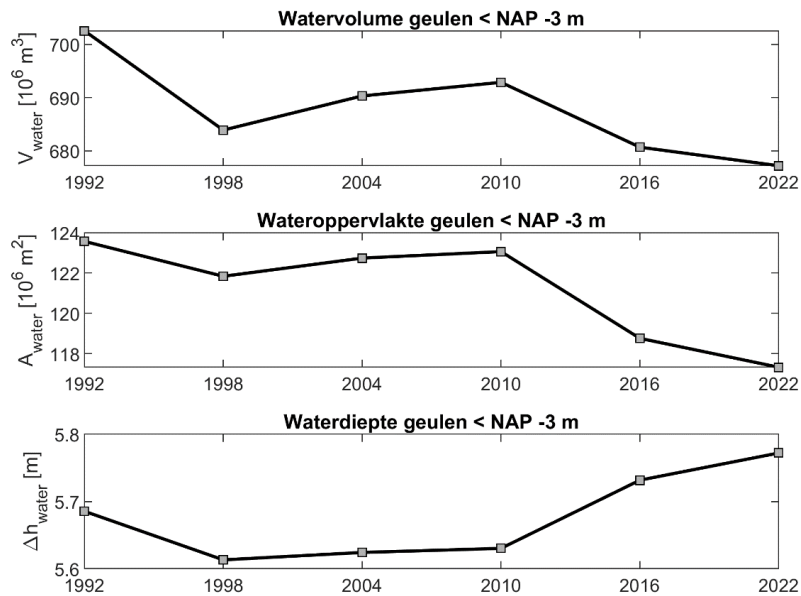 Watervolume geulen < NAP -3 m
V_water [10^6 m^3]
700
690
680
1992 1998 2004 2010 2016 2022
Wateroppervlakte geulen < NAP -3 m
A_water [10^6 m^2]
124
122
120
118
1992 1998 2004 2010 2016 2022
Waterdiepte geulen < NAP -3 m
Δh_water [m]
5.8
5.7
5.6
1992 1998 2004 2010 2016 2022